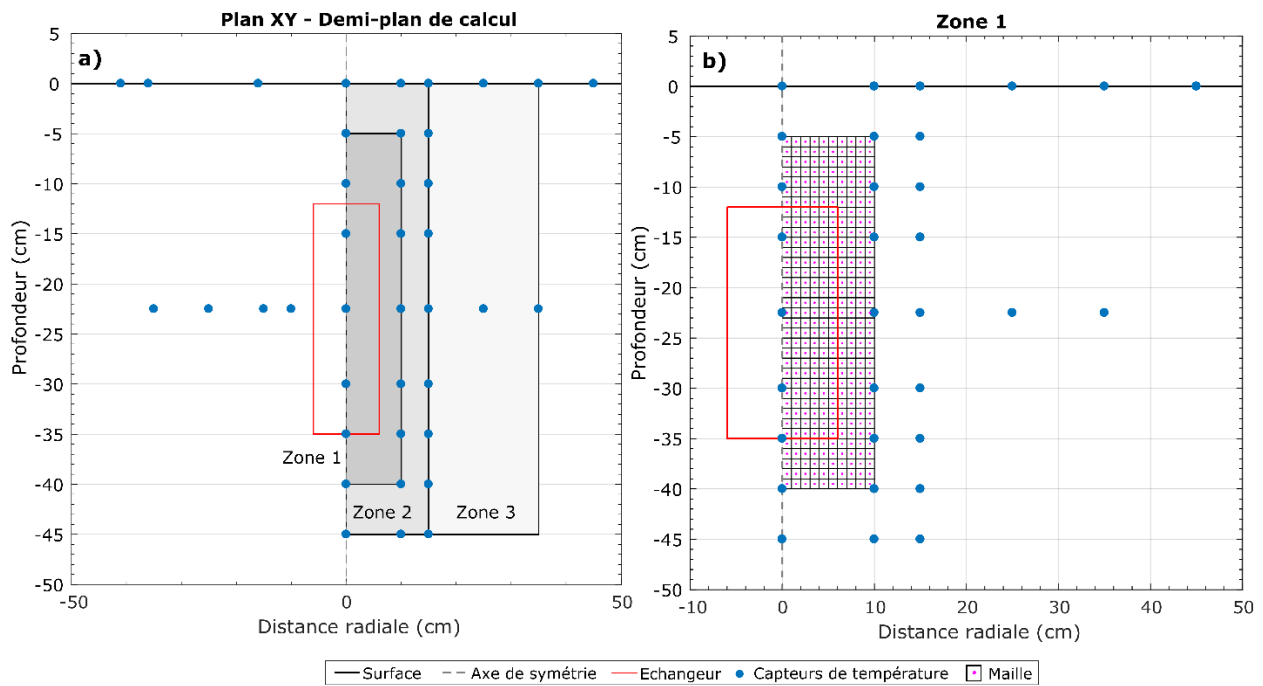 Plan XY - Demi-plan de calcul
a)
5
0
-5
-10
-15
-20
-25
-30
-35
-40
-45
-50
Profondeur (cm)
Zone 1
Zone 2
Zone 3
-50
0
50
Distance radiale (cm)
Zone 1
b)
5
0
-5
-10
-15
-20
-25
-30
-35
-40
-45
-50
Profondeur (cm)
-10
0
10
20
30
40
50
Distance radiale (cm)
Surface
Axe de symétrie
Echangeur
Capteurs de température
Maille